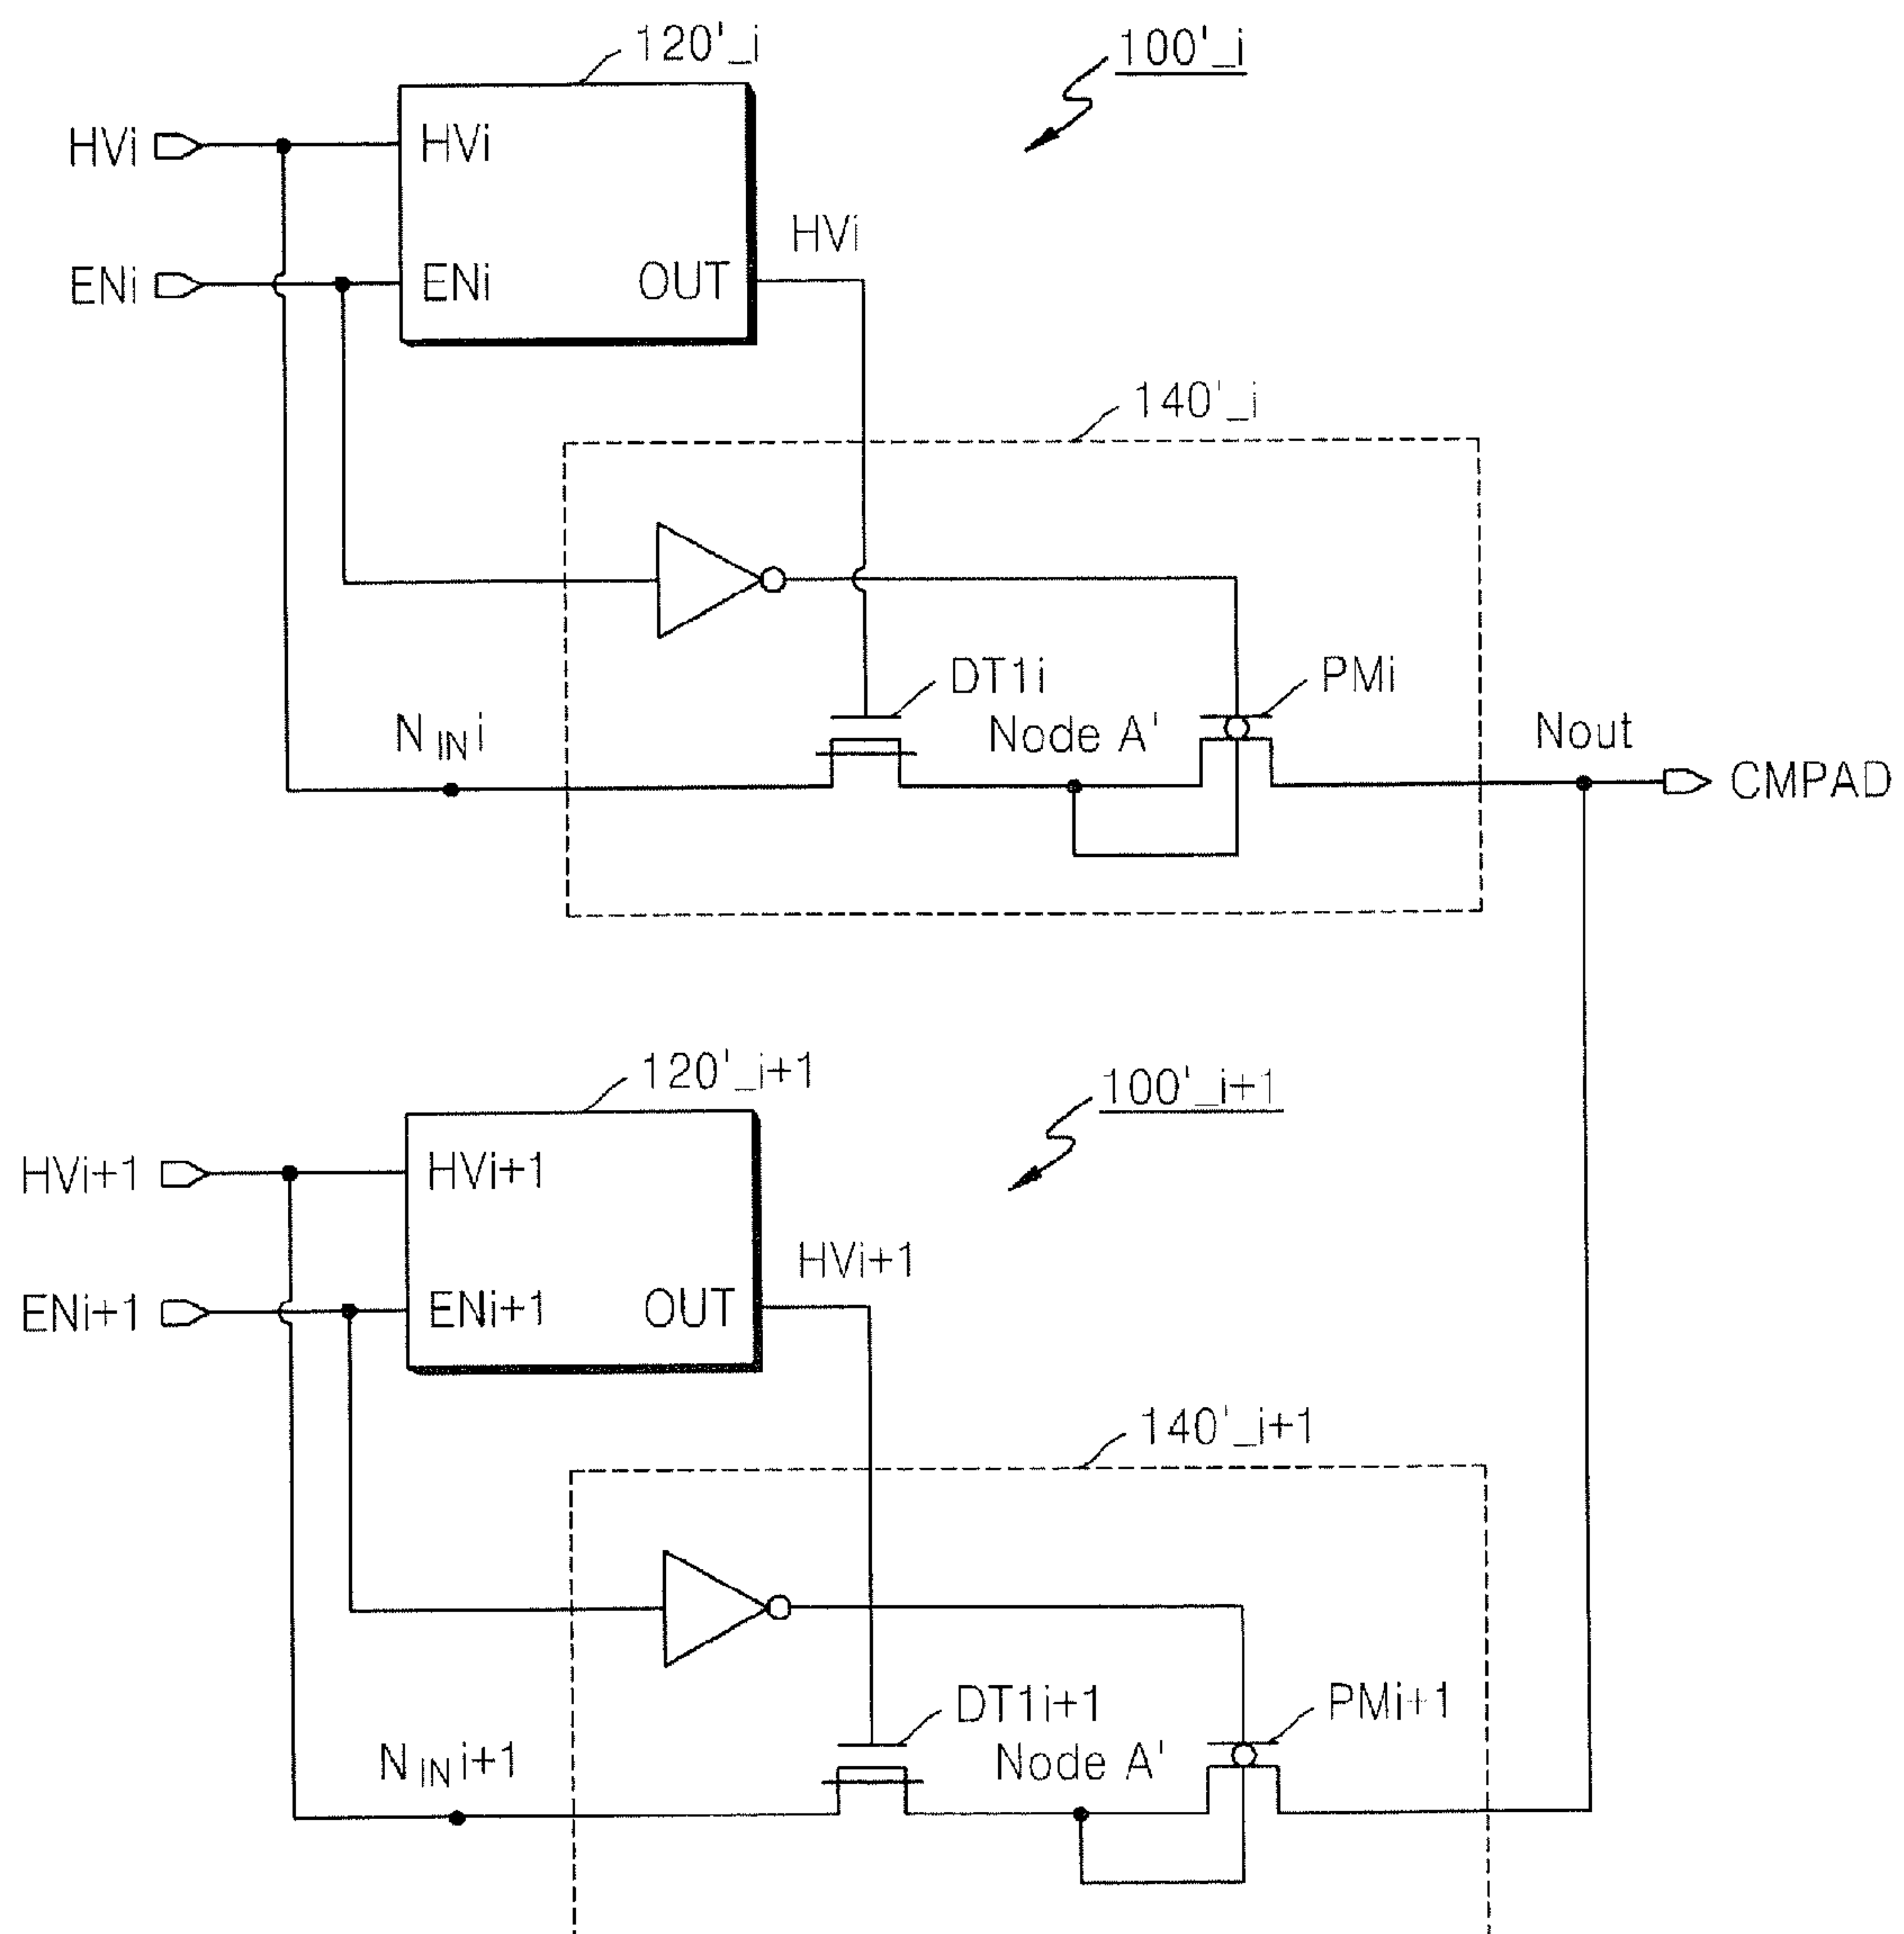 120'_i
100'_i
HVi
HVi
HVi
ENi
ENi
OUT
140'_i
DT1i
PMi
N IN i
Node A'
Nout
CMPAD
120'_i+1
100'_i+1
HVi+1
HVi+1
HVi+1
ENi+1
ENi+1
OUT
140'_i+1
DT1i+1
PMi+1
N IN i+1
Node A'